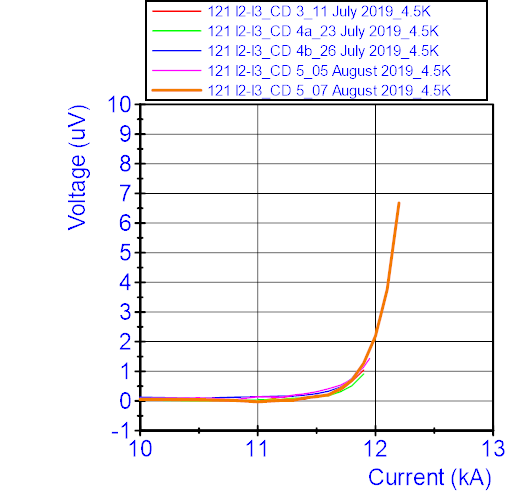 121 I2-I3_CD 3_11 July 2019_4.5K
121 I2-I3_CD 4a_23 July 2019_4.5K
121 I2-I3_CD 4b_26 July 2019_4.5K
121 I2-I3_CD 5_05 August 2019_4.5K
121 I2-I3_CD 5_07 August 2019_4.5K
Voltage (uV)
10
9
8
7
6
5
4
3
2
1
0
-1
10 11 12 13
Current (kA)